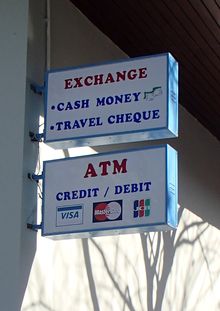 EXCHANGE
• CASH MONEY
• TRAVEL CHEQUE
ATM
CREDIT / DEBIT
VISA MasterCard JCB